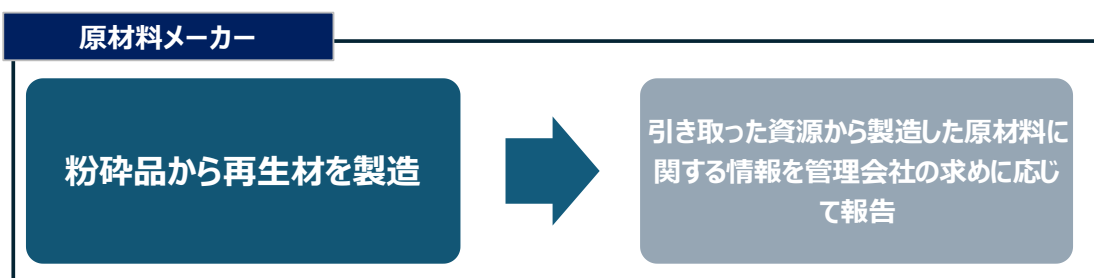 原材料メーカー
粉砕品から再生材を製造
引き取った資源から製造した原材料に
関する情報を管理会社の求めに応じ
て報告